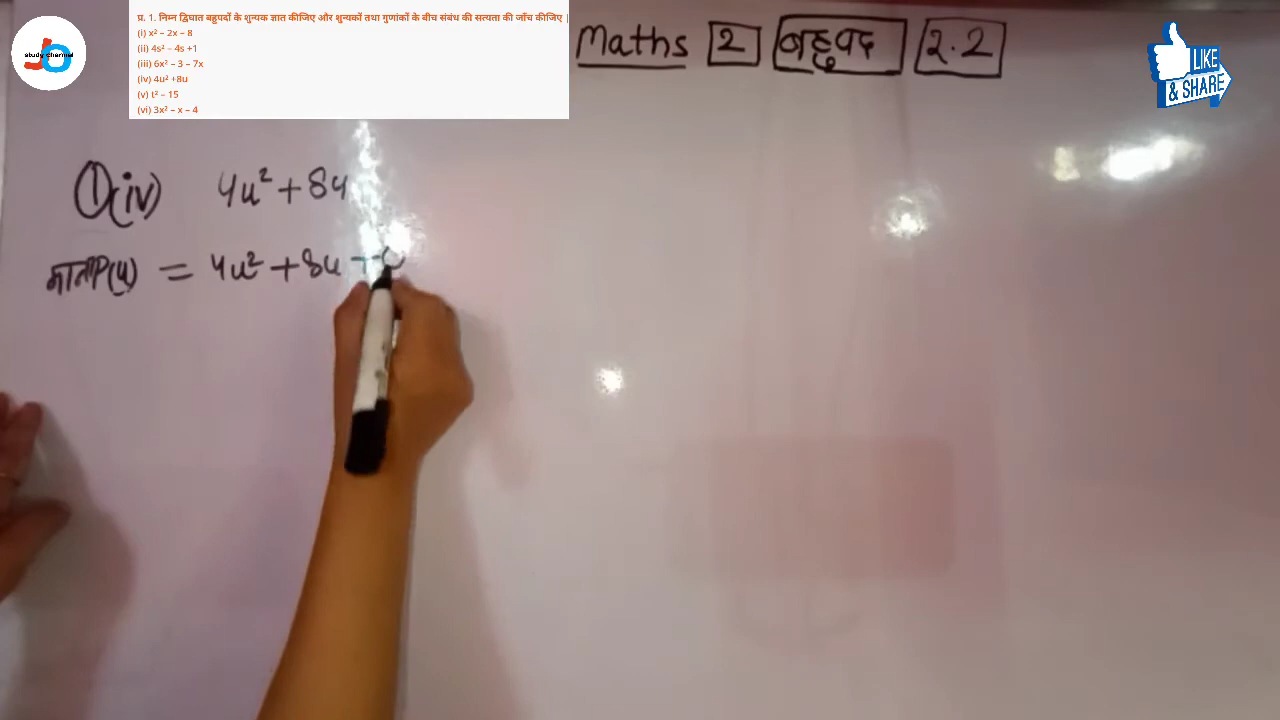 study channel
प्र. 1. निम्न द्विघात बहुपदों के शुन्यक ज्ञात कीजिए और शुन्यकों तथा गुणांकों के बीच संबंध की सत्यता की जाँच कीजिए |
(i) x² – 2x – 8
(ii) 4s² – 4s +1
(iii) 6x² – 3 – 7x
(iv) 4u² +8u
(v) t² – 15
(vi) 3x² – x – 4
Maths 2 बहुपद 2.2
LIKE
& SHARE
1(iv) 4u² + 8u
माना P(u) = 4u² + 8u + 0